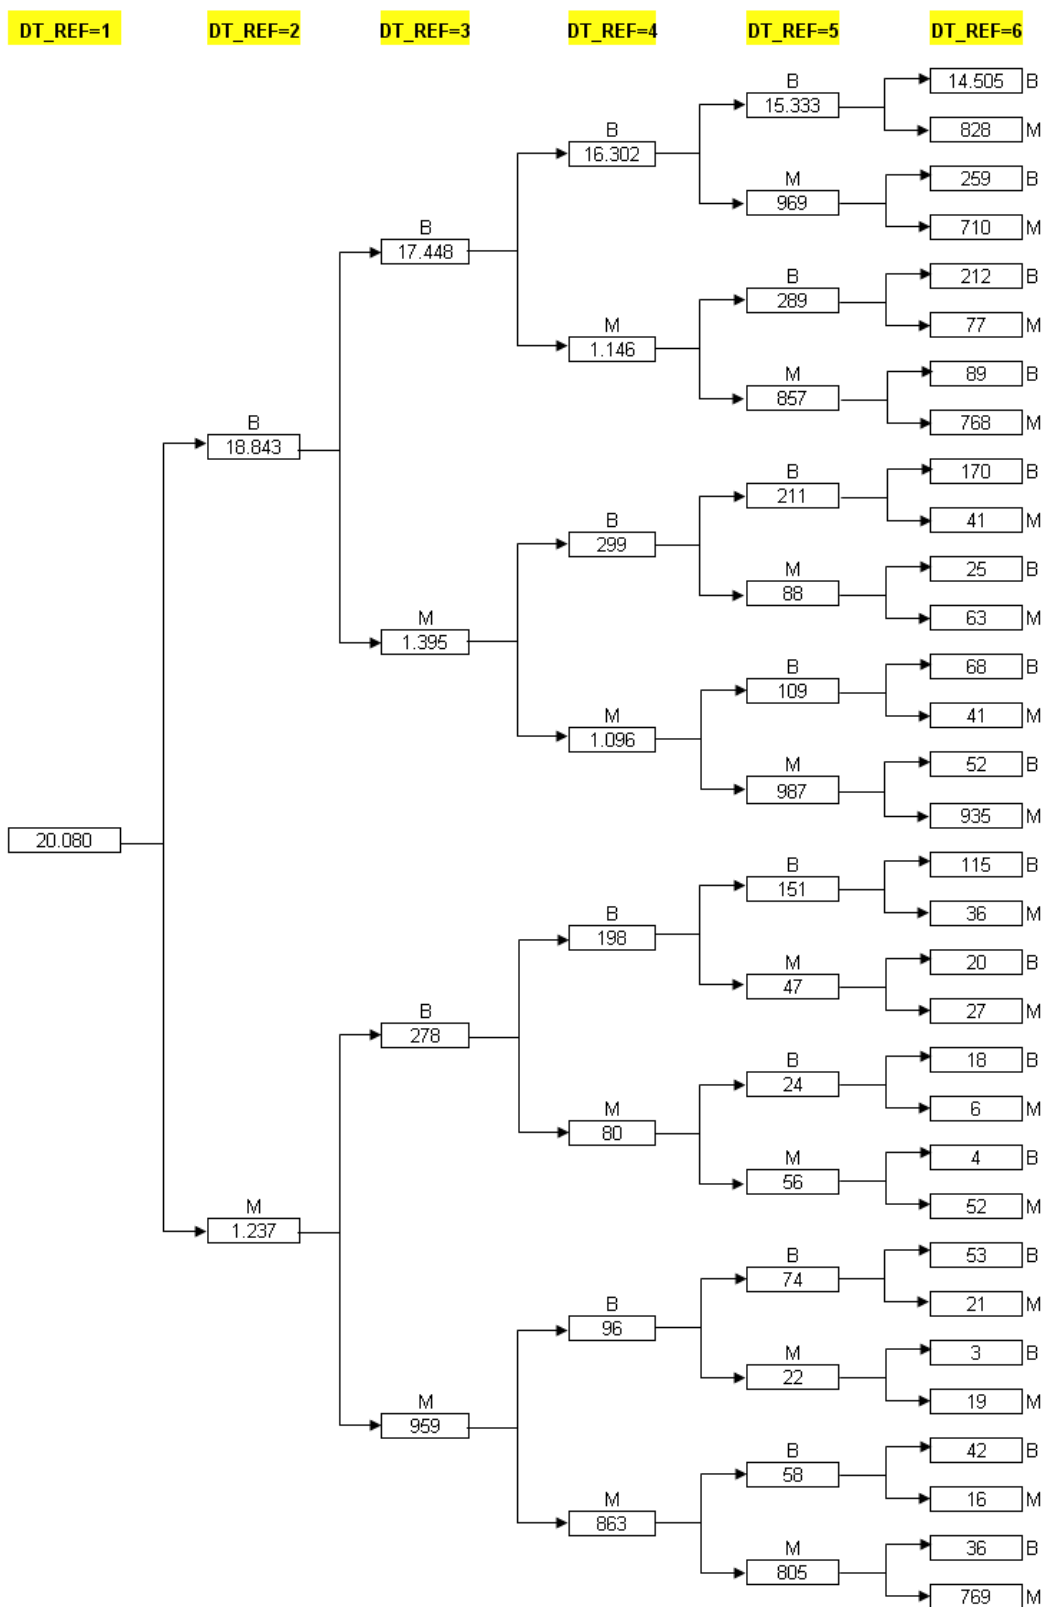 DT_REF=1 DT_REF=2 DT_REF=3 DT_REF=4 DT_REF=5 DT_REF=6
B
14.505 B
15.333
B
828 M
16.302
M
259 B
969
B
710 M
17.448
B
212 B
289
M
77 M
1.146
M
89 B
857
B
768 M
18.843
B
170 B
211
B
41 M
299
M
25 B
88
M
63 M
1.395
B
68 B
109
M
41 M
1.096
M
52 B
987
935 M
20.080
B
115 B
151
B
36 M
198
M
20 B
47
B
27 M
278
B
18 B
24
M
6 M
80
M
4 B
56
M
52 M
1.237
B
53 B
74
B
21 M
96
M
3 B
22
M
19 M
959
B
42 B
58
M
16 M
863
M
36 B
805
769 M